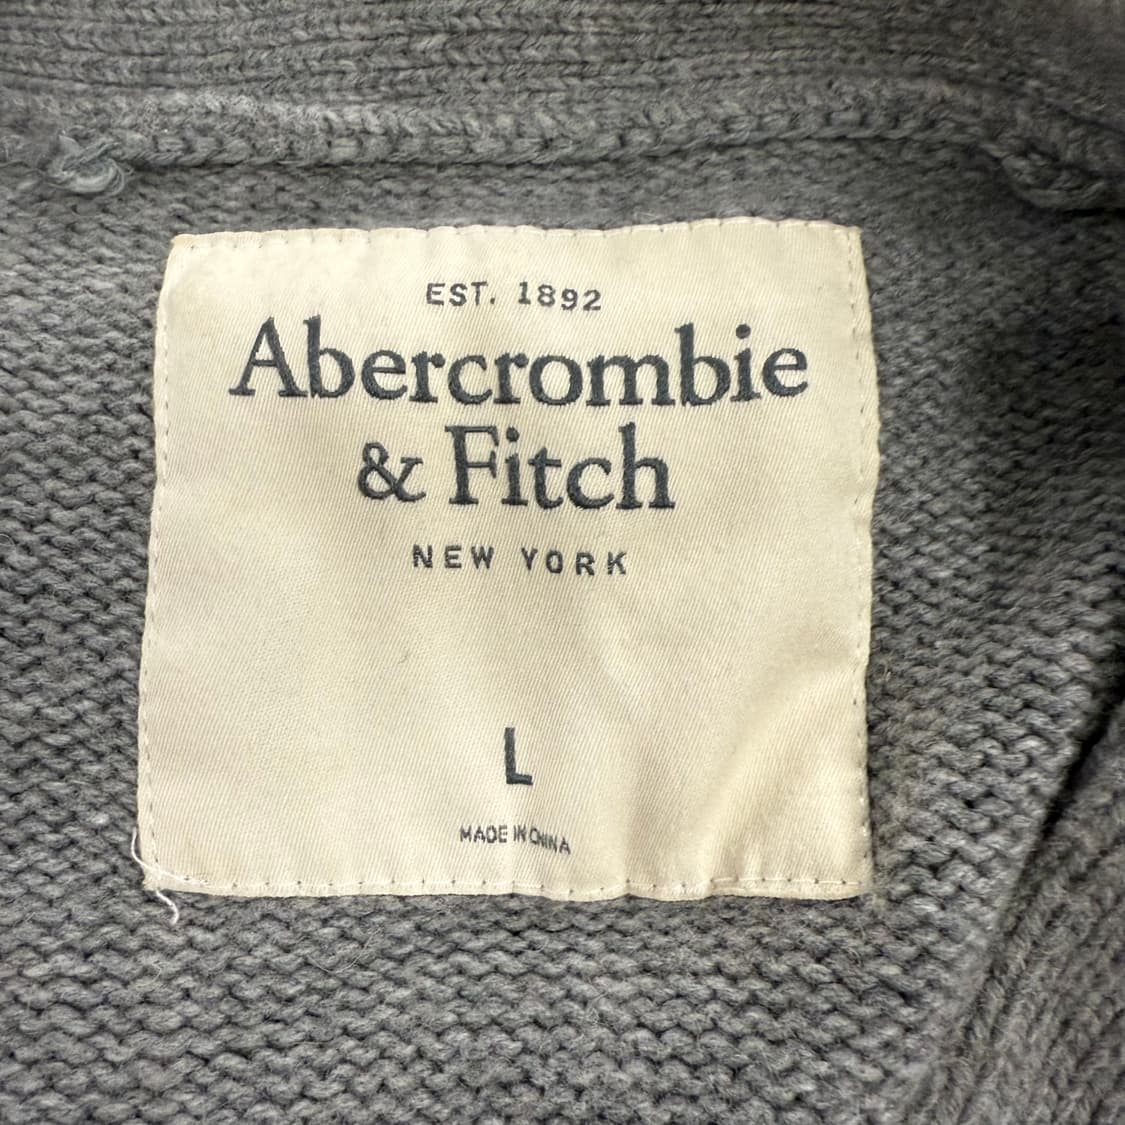 EST. 1892
Abercrombie
& Fitch
NEW YORK
L
MADE IN CHINA